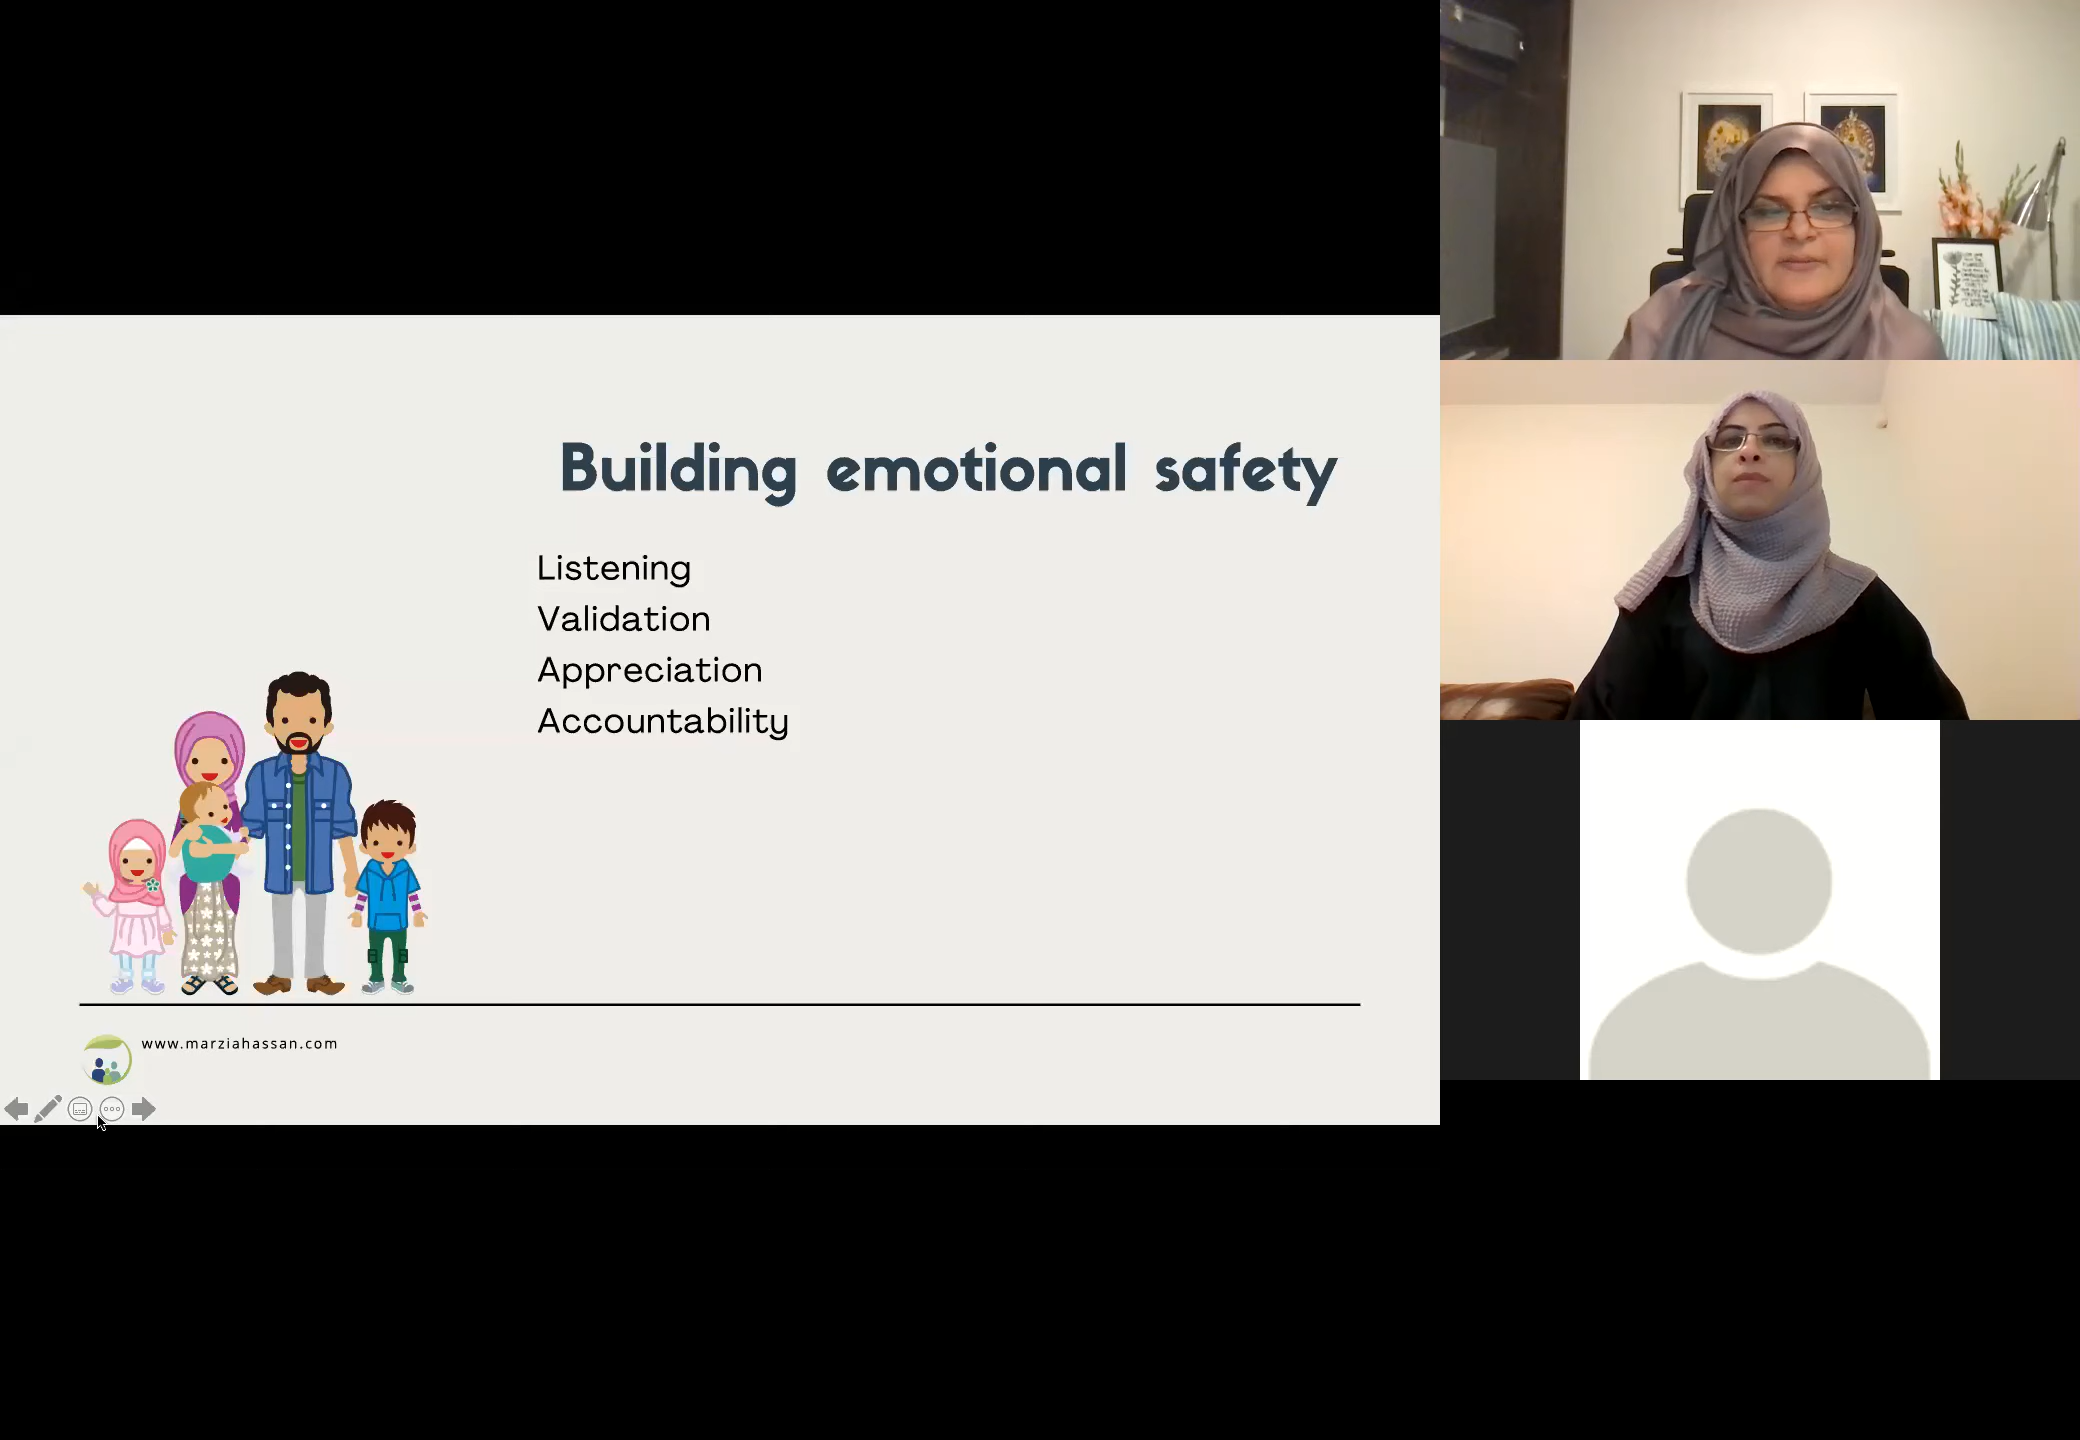 Building emotional safety
Listening
Validation
Appreciation
Accountability
www.marziahassan.com